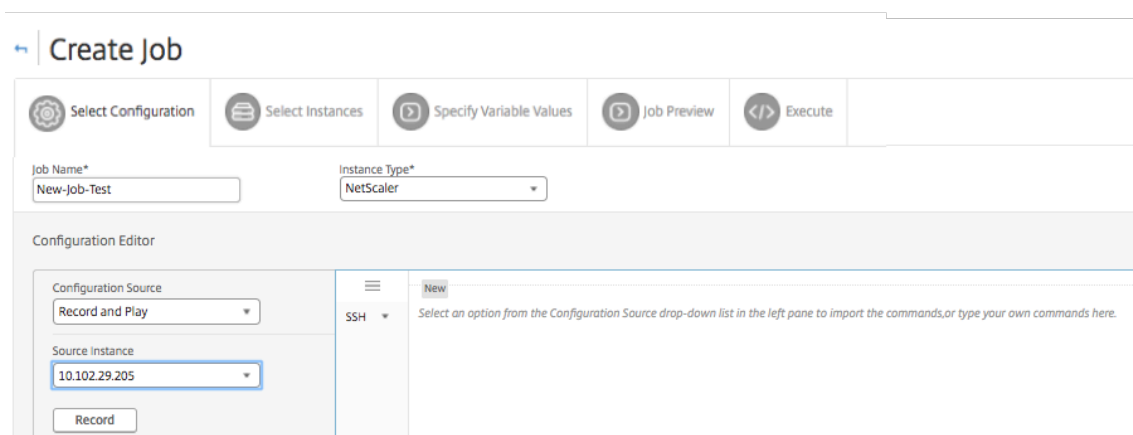 Create Job
Select Configuration
Select Instances
Specify Variable Values
Job Preview
Execute
Job Name*
Instance Type*
New-Job-Test
NetScaler
Configuration Editor
Configuration Source
New
Record and Play
SSH
Select an option from the Configuration Source drop-down list in the left pane to import the commands,or type your own commands here.
Source Instance
10.102.29.205
Record